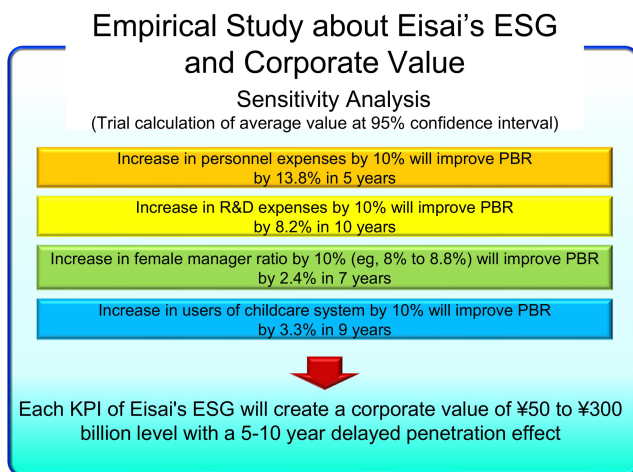 Empirical Study about Eisai's ESG
and Corporate Value
Sensitivity Analysis
(Trial calculation of average value at 95% confidence interval)
Increase in personnel expenses by 10% will improve PBR
by 13.8% in 5 years
Increase in R&D expenses by 10% will improve PBR
by 8.2% in 10 years
Increase in female manager ratio by 10% (eg, 8% to 8.8%) will improve PBR
by 2.4% in 7 years
Increase in users of childcare system by 10% will improve PBR
by 3.3% in 9 years
Each KPI of Eisai's ESG will create a corporate value of ¥50 to ¥300
billion level with a 5-10 year delayed penetration effect